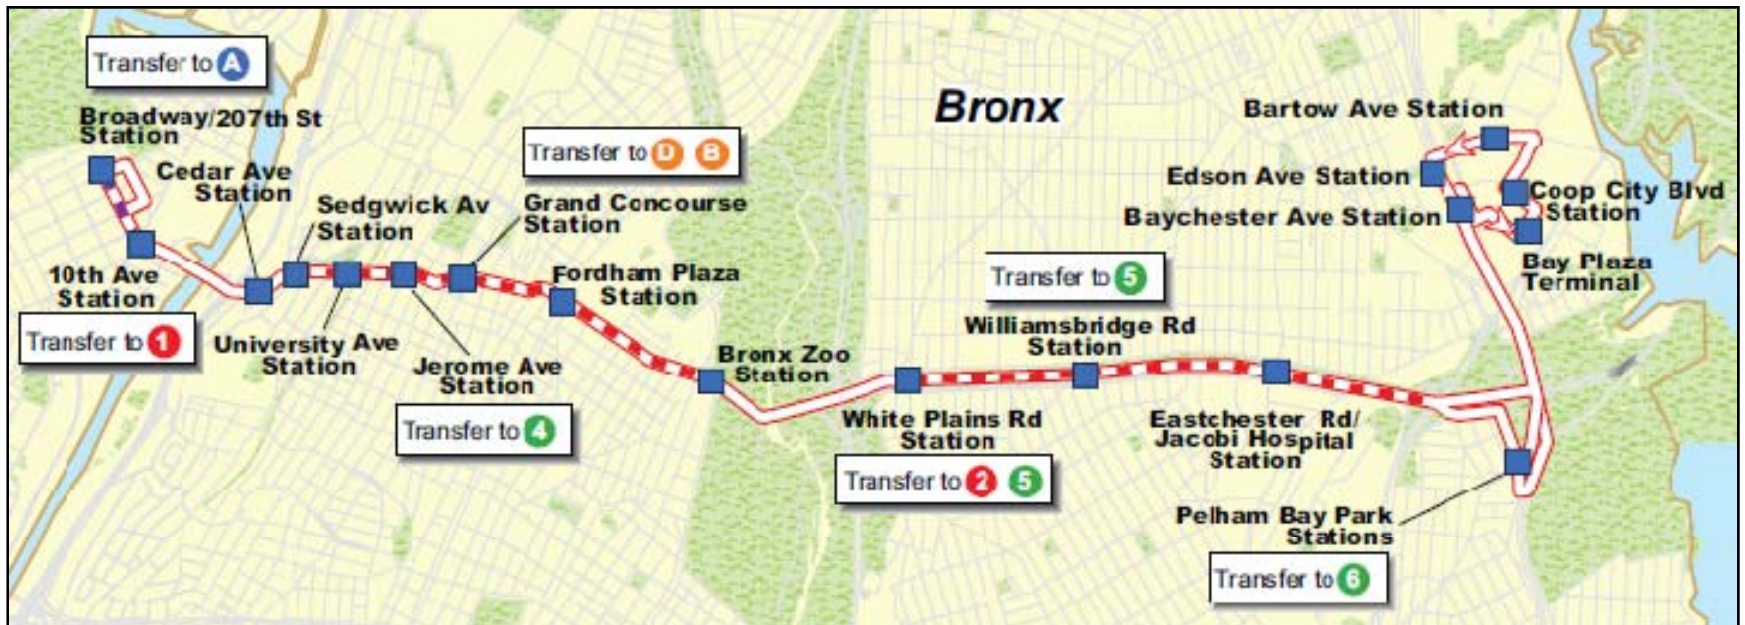 Transfer to A
Broadway/207th St
Station
Cedar Ave
Station
Sedgwick Av
Station
Transfer to D B
Grand Concourse
Station
10th Ave
Station
Transfer to 1
University Ave
Station
Jerome Ave
Station
Transfer to 4
Fordham Plaza
Station
Bronx Zoo
Station
Bronx
White Plains Rd
Station
Transfer to 2 5
Transfer to 5
Williamsbridge Rd
Station
Eastchester Rd/
Jacobi Hospital
Station
Pelham Bay Park
Stations
Transfer to 6
Bartow Ave Station
Edson Ave Station
Baychester Ave Station
Coop City Blvd
Station
Bay Plaza
Terminal